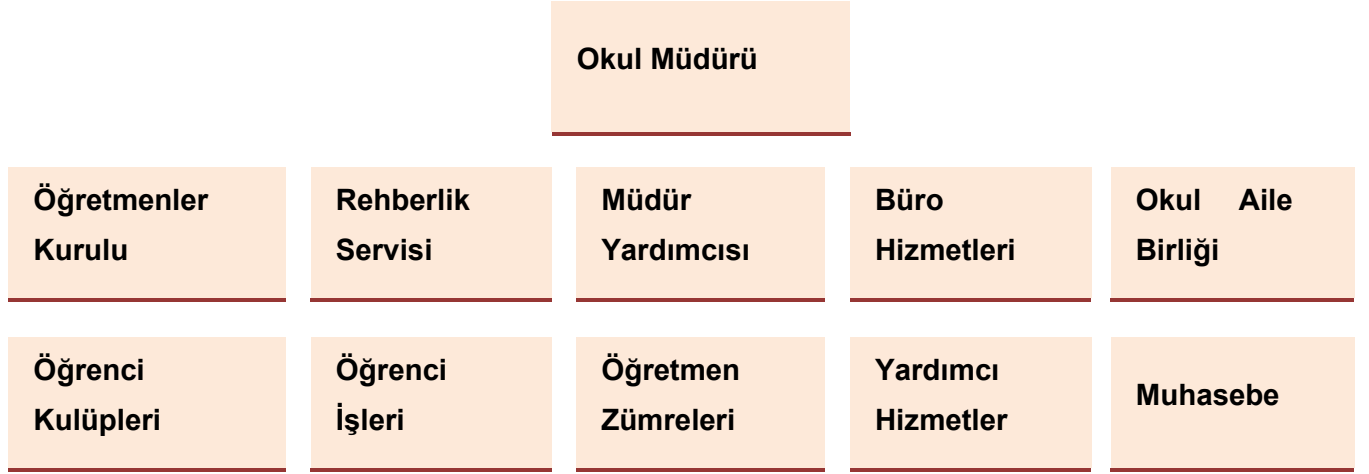 Okul Müdürü
Öğretmenler
Kurulu
Rehberlik
Servisi
Müdür
Yardımcısı
Büro
Hizmetleri
Okul Aile
Birliği
Öğrenci
Kulüpleri
Öğrenci
İşleri
Öğretmen
Zümreleri
Yardımcı
Hizmetler
Muhasebe